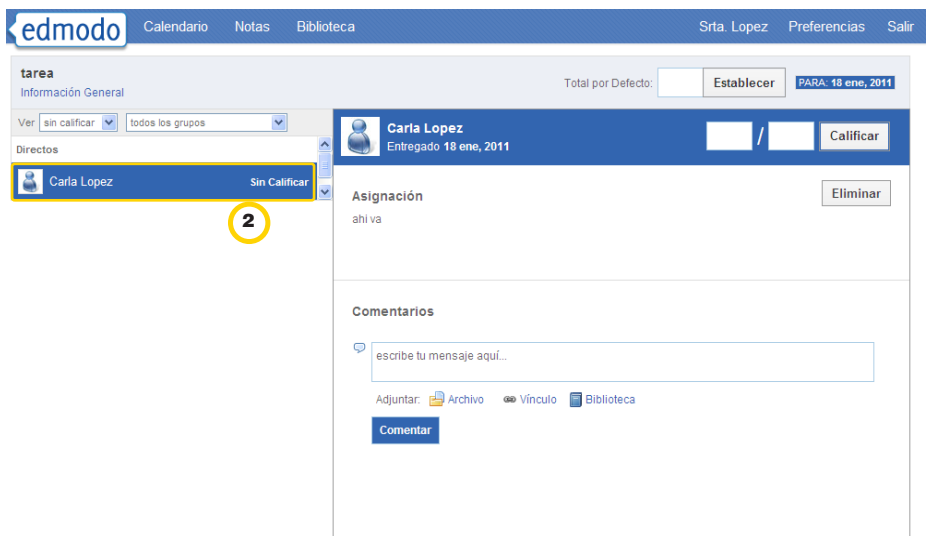 edmodo Calendario Notas Biblioteca Srta. Lopez Preferencias Salir
tarea
Información General
Total por Defecto: Establecer PARA: 18 ene, 2011
Ver sin calificar todos los grupos
Directos
Carla Lopez Sin Calificar
2
Carla Lopez
Entregado 18 ene, 2011
/ Calificar
Asignación
Eliminar
ahi va
Comentarios
escribe tu mensaje aquí...
Adjuntar: Archivo Vínculo Biblioteca
Comentar